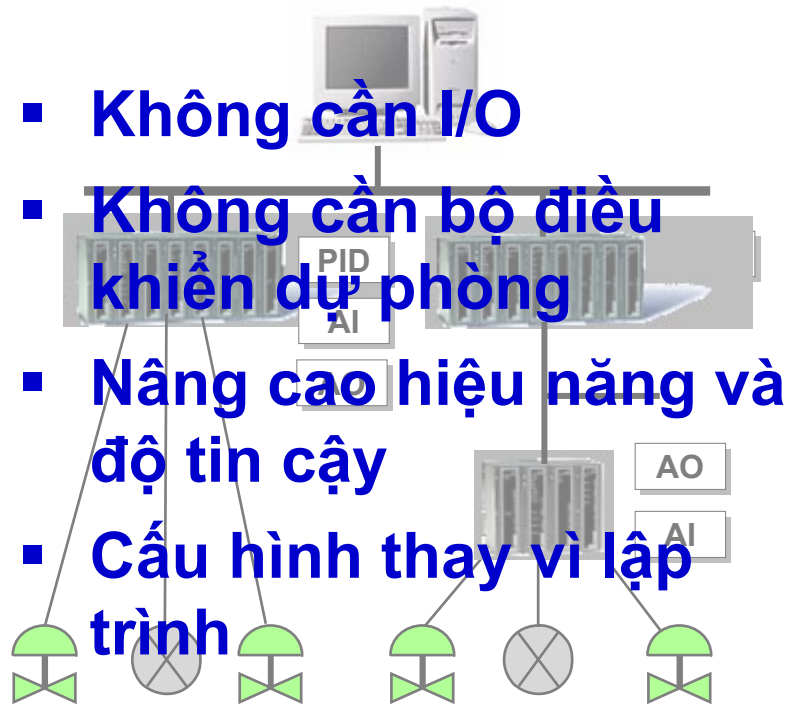 ▪ Không cần I/O
▪ Không cần bộ điều
khiển dự phòng
▪ Nâng cao hiệu năng và
độ tin cậy
▪ Cấu hình thay vì lập
trình
PID
AI
AO
AO
AI